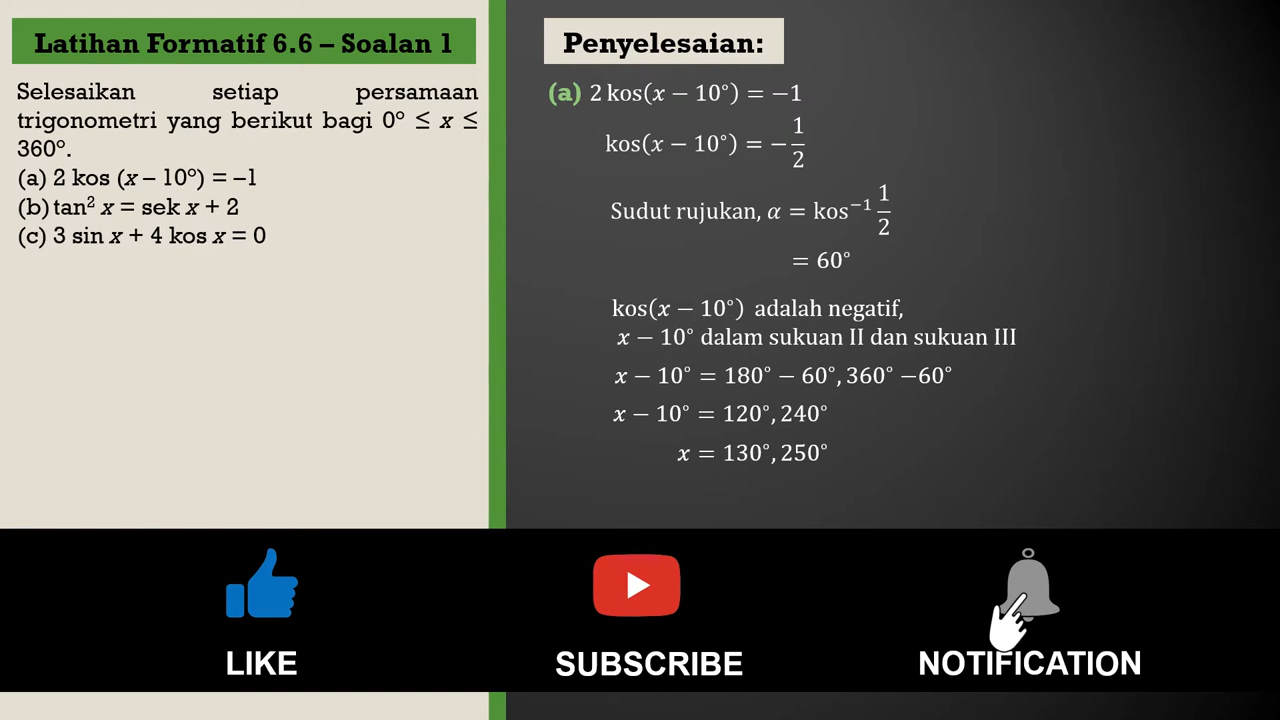 Latihan Formatif 6.6 – Soalan 1
Selesaikan setiap persamaan
trigonometri yang berikut bagi 0° ≤ x ≤
360°.
(a) 2 kos (x – 10°) = –1
(b) tan² x = sek x + 2
(c) 3 sin x + 4 kos x = 0
Penyelesaian:
(a) 2 kos(x − 10°) = −1
kos(x − 10°) = −1/2
Sudut rujukan, α = kos⁻¹ 1/2
= 60°
kos(x − 10°) adalah negatif,
x − 10° dalam sukuan II dan sukuan III
x − 10° = 180° − 60°, 360° −60°
x − 10° = 120°, 240°
x = 130°, 250°
LIKE
SUBSCRIBE
NOTIFICATION